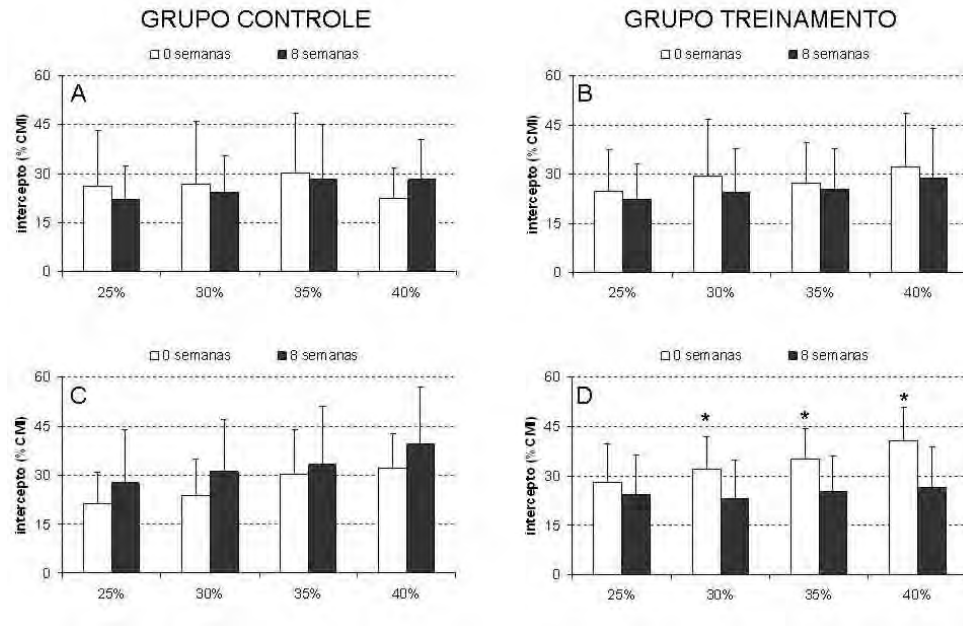 GRUPO CONTROLE
GRUPO TREINAMENTO
0 semanas 8 semanas
A
intercepto (% CMI)
60
45
30
15
0
25% 30% 35% 40%
0 semanas 8 semanas
B
intercepto (% CMI)
60
45
30
15
0
25% 30% 35% 40%
0 semanas 8 semanas
C
intercepto (% CMI)
60
45
30
15
0
25% 30% 35% 40%
0 semanas 8 semanas
D
* * *
intercepto (% CMI)
60
45
30
15
0
25% 30% 35% 40%